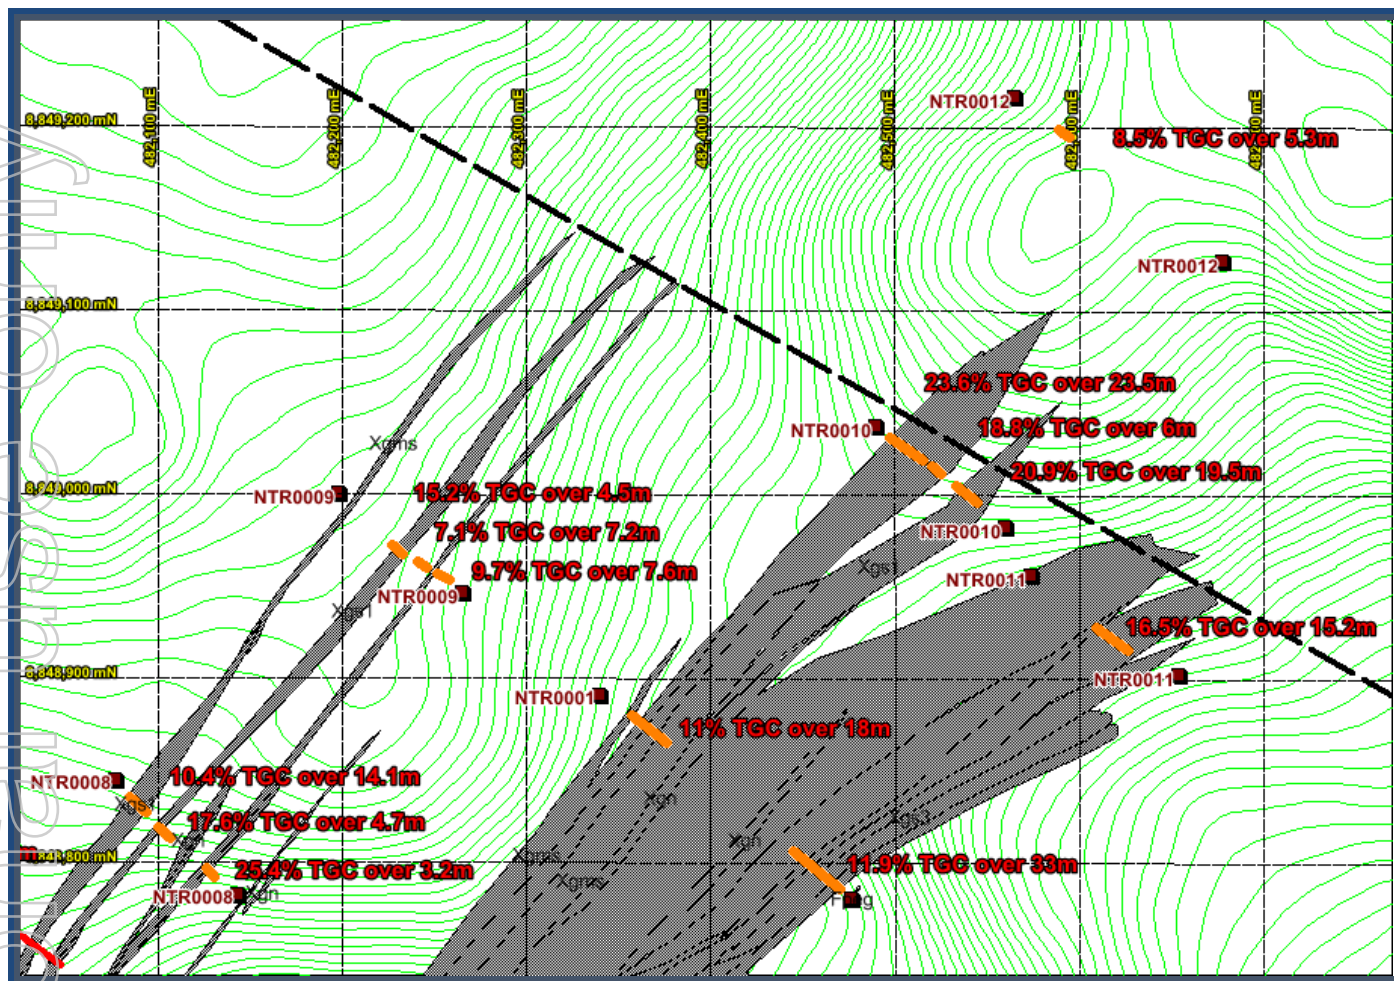 482,100 mE
482,200 mE
482,300 mE
482,400 mE
482,500 mE
NTR0012
8,849,200 mN
8.5% TGC over 5.3m
NTR0012
8,849,100 mN
23.6% TGC over 23.5m
NTR0010
18.8% TGC over 6m
Xgms
20.9% TGC over 19.5m
8,849,000 mN
NTR0009
15.2% TGC over 4.5m
7.1% TGC over 7.2m
NTR0010
9.7% TGC over 7.6m
Xgs1
NTR0011
NTR0009
Xgs1
16.5% TGC over 15.2m
8,848,900 mN
NTR0011
NTR0001
11% TGC over 18m
NTR0008
10.4% TGC over 14.1m
Xgn
17.6% TGC over 4.7m
Xgs3
Xgn
Xgms
11.9% TGC over 33m
25.4% TGC over 3.2m
Xgms
NTR0008
Xgn